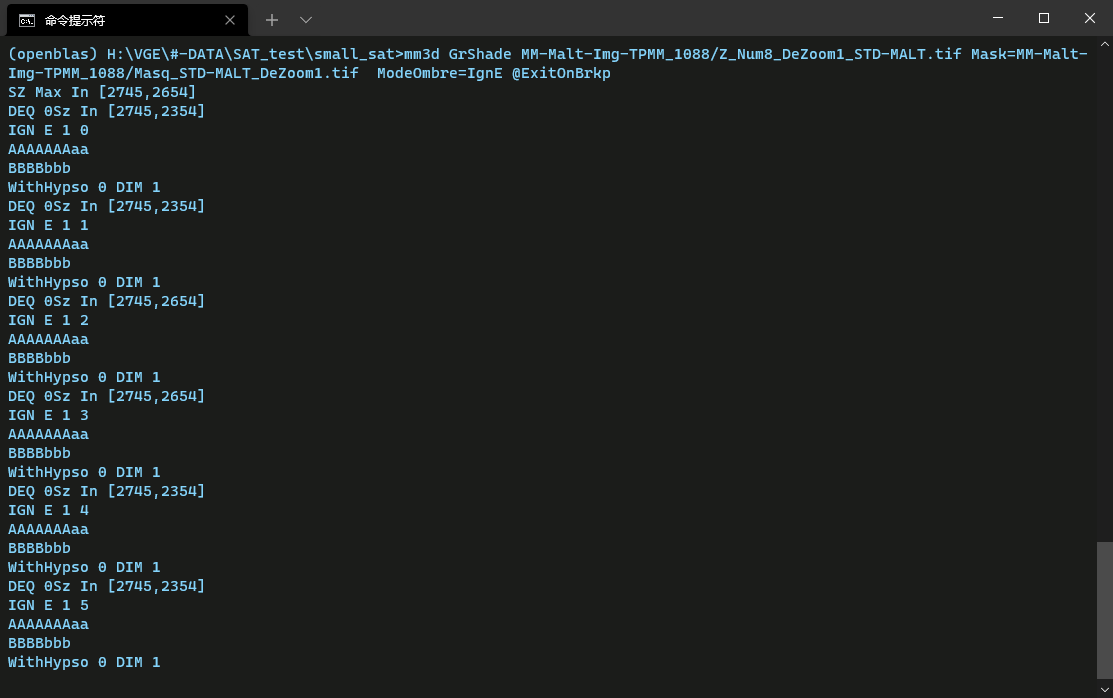 命令提示符
(openblas) H:\VGE\#-DATA\SAT_test\small_sat>mm3d GrShade MM-Malt-Img-TPMM_1088/Z_Num8_DeZoom1_STD-MALT.tif Mask=MM-Malt-
Img-TPMM_1088/Masq_STD-MALT_DeZoom1.tif  ModeOmbre=IgnE @ExitOnBrkp
SZ Max In [2745,2654]
DEQ 0Sz In [2745,2354]
IGN E 1 0
AAAAAAAaa
BBBBbbb
WithHypso 0 DIM 1
DEQ 0Sz In [2745,2354]
IGN E 1 1
AAAAAAAaa
BBBBbbb
WithHypso 0 DIM 1
DEQ 0Sz In [2745,2654]
IGN E 1 2
AAAAAAAaa
BBBBbbb
WithHypso 0 DIM 1
DEQ 0Sz In [2745,2654]
IGN E 1 3
AAAAAAAaa
BBBBbbb
WithHypso 0 DIM 1
DEQ 0Sz In [2745,2354]
IGN E 1 4
AAAAAAAaa
BBBBbbb
WithHypso 0 DIM 1
DEQ 0Sz In [2745,2354]
IGN E 1 5
AAAAAAAaa
BBBBbbb
WithHypso 0 DIM 1